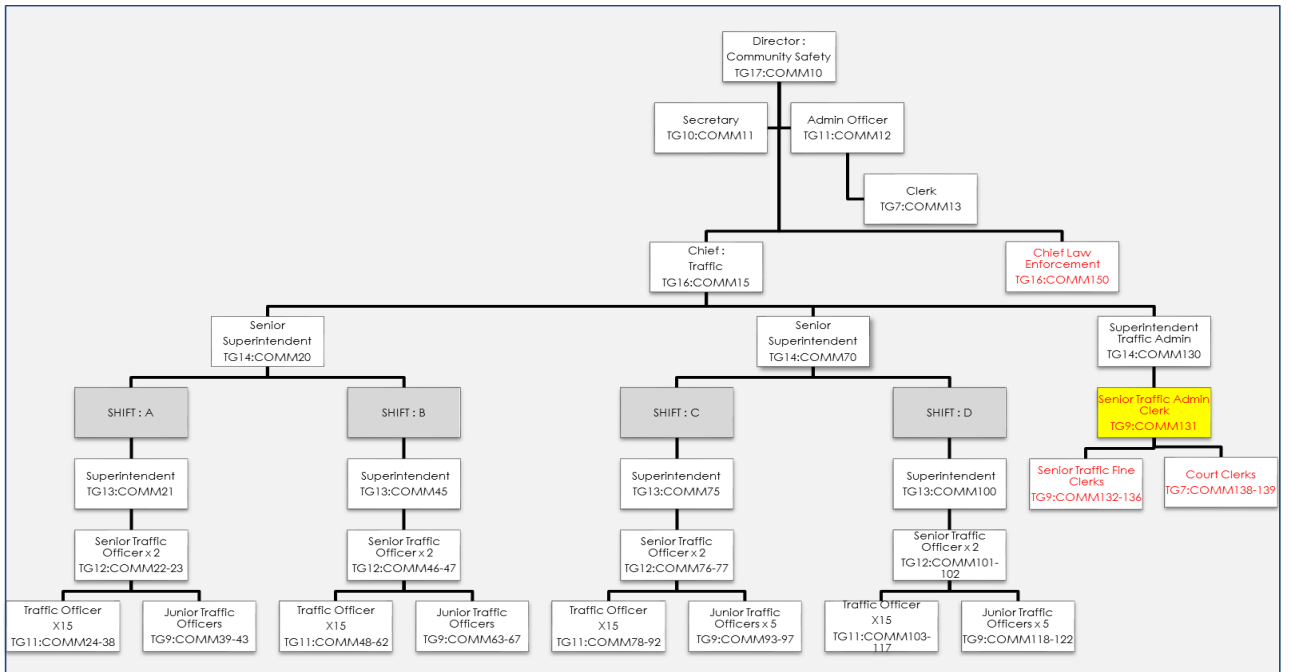 Director :
Community Safety
TG17:COMM10
Secretary
TG10:COMM11
Admin Officer
TG11:COMM12
Clerk
TG7:COMM13
Chief :
Traffic
TG16:COMM15
Chief Law
Enforcement
TG16:COMM150
Senior
Superintendent
TG14:COMM20
Senior
Superintendent
TG14:COMM70
Superintendent
Traffic Admin
TG14:COMM130
SHIFT : A
SHIFT : B
SHIFT : C
SHIFT : D
Senior Traffic Admin
Clerk
TG9:COMM131
Superintendent
TG13:COMM21
Superintendent
TG13:COMM45
Superintendent
TG13:COMM75
Superintendent
TG13:COMM100
Senior Traffic Fine
Clerks
TG9:COMM132-136
Court Clerks
TG7:COMM138-139
Senior Traffic
Officer x 2
TG12:COMM22-23
Senior Traffic
Officer x 2
TG12:COMM46-47
Senior Traffic
Officer x 2
TG12:COMM76-77
Senior Traffic
Officer x 2
TG12:COMM101-
102
Traffic Officer
X15
TG11:COMM24-38
Junior Traffic
Officers
TG9:COMM39-43
Traffic Officer
X15
TG11:COMM48-62
Junior Traffic
Officers
TG9:COMM63-67
Traffic Officer
X15
TG11:COMM78-92
Junior Traffic
Officers x 5
TG9:COMM93-97
Traffic Officer
X15
TG11:COMM103-
117
Junior Traffic
Officers x 5
TG9:COMM118-122